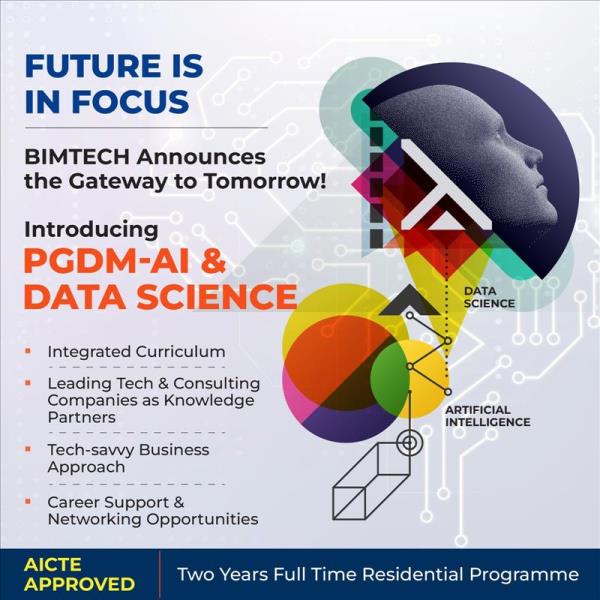 FUTURE IS
IN FOCUS
BIMTECH Announces
the Gateway to Tomorrow!
Introducing
PGDM-AI &
DATA SCIENCE
Integrated Curriculum
Leading Tech & Consulting
Companies as Knowledge
Partners
Tech-savvy Business
Approach
Career Support &
Networking Opportunities
DATA
SCIENCE
ARTIFICIAL
INTELLIGENCE
AICTE
APPROVED
Two Years Full Time Residential Programme